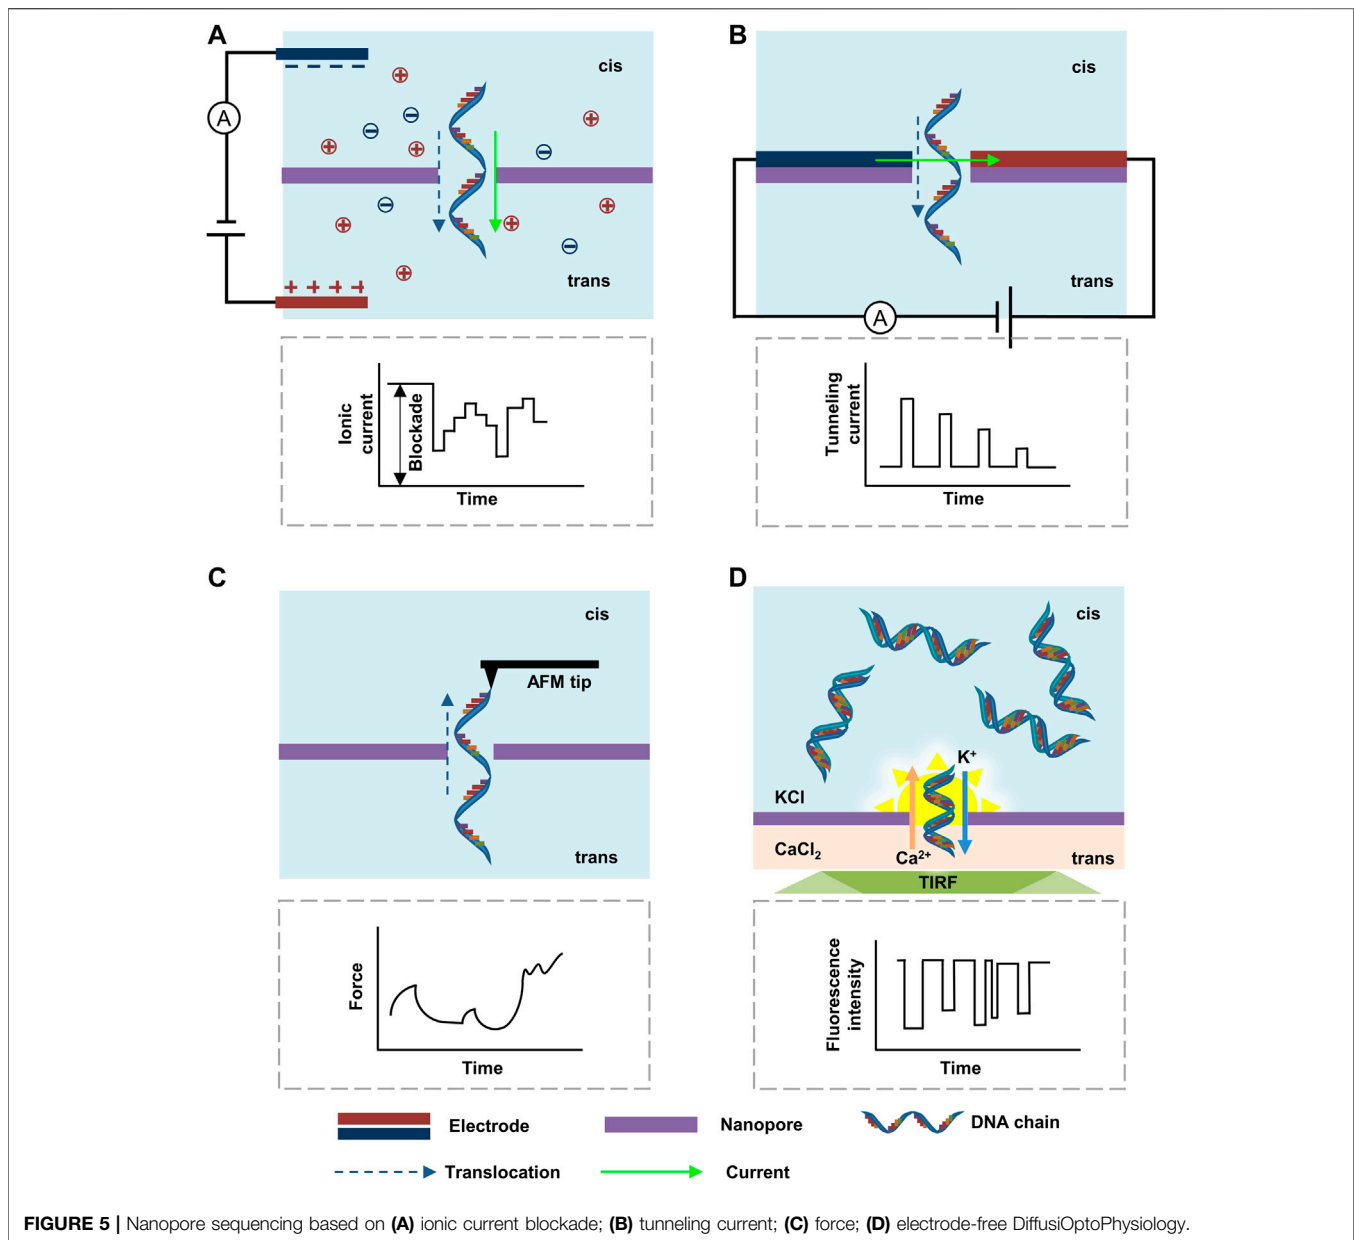 A
cis
A
trans
Ionic
current
Blockade
Time
B
cis
trans
A
Tunneling
current
Time
C
cis
AFM tip
trans
Force
Time
D
cis
K⁺
KCl
CaCl₂
Ca²⁺
trans
TIRF
Fluorescence
intensity
Time
Electrode
Nanopore
DNA chain
Translocation
Current
FIGURE 5 | Nanopore sequencing based on (A) ionic current blockade; (B) tunneling current; (C) force; (D) electrode-free DiffusiOptoPhysiology.